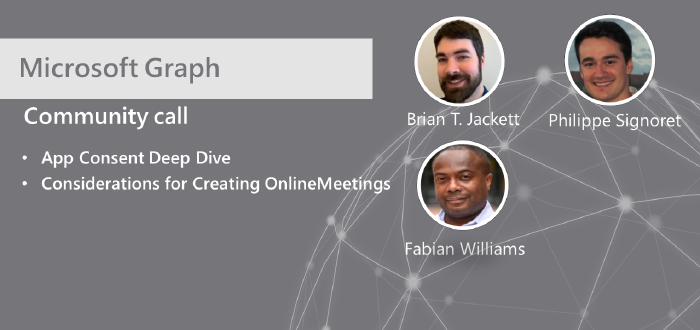 Microsoft Graph
Community call
• App Consent Deep Dive
• Considerations for Creating OnlineMeetings
Brian T. Jackett
Philippe Signoret
Fabian Williams